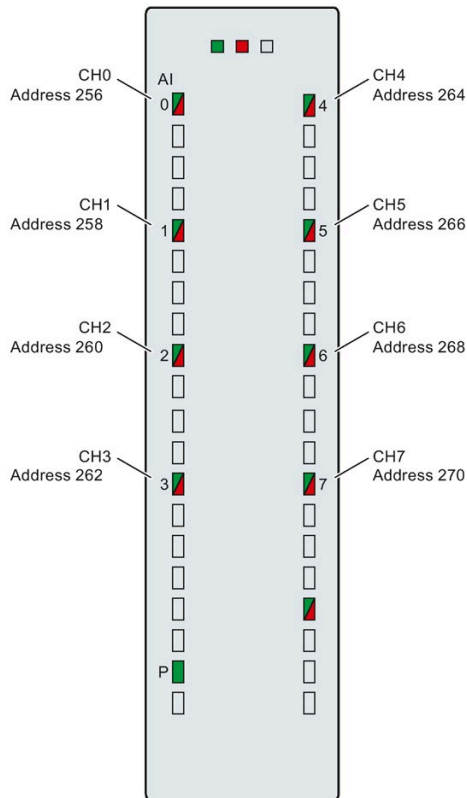 CH0
Address 256
AI
0
CH4
Address 264
4
CH1
Address 258
1
CH5
Address 266
5
CH2
Address 260
2
CH6
Address 268
6
CH3
Address 262
3
CH7
Address 270
7
P